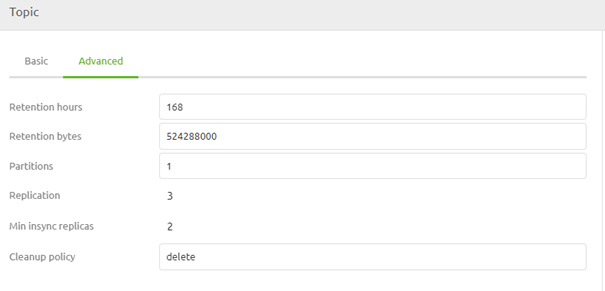 Topic
Basic Advanced
Retention hours 168
Retention bytes 524288000
Partitions 1
Replication 3
Min insync replicas 2
Cleanup policy delete